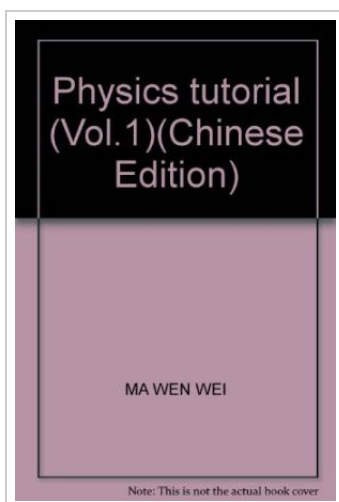 Physics tutorial
(Vol.1)(Chinese
Edition)
MA WEN WEI
Note: This is not the actual book cover